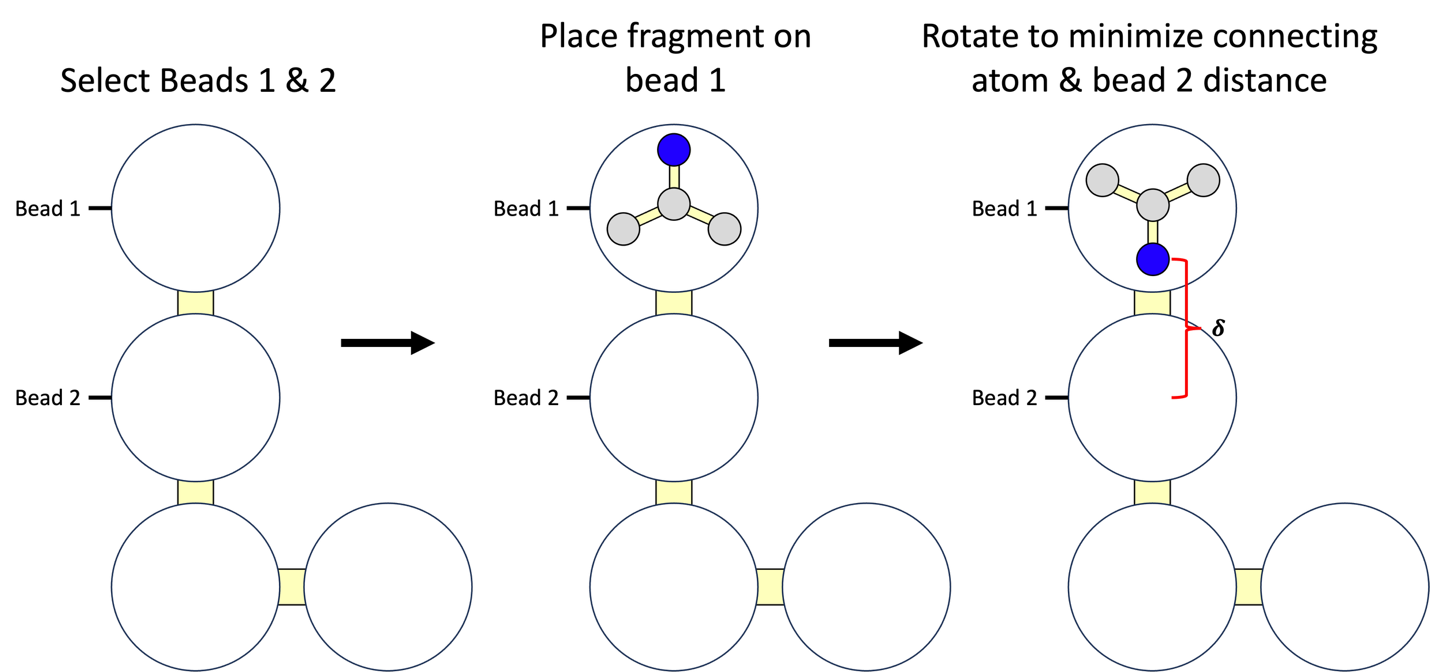 Select Beads 1 & 2
Place fragment on
bead 1
Rotate to minimize connecting
atom & bead 2 distance
Bead 1
Bead 2
Bead 1
Bead 2
Bead 1
Bead 2
δ